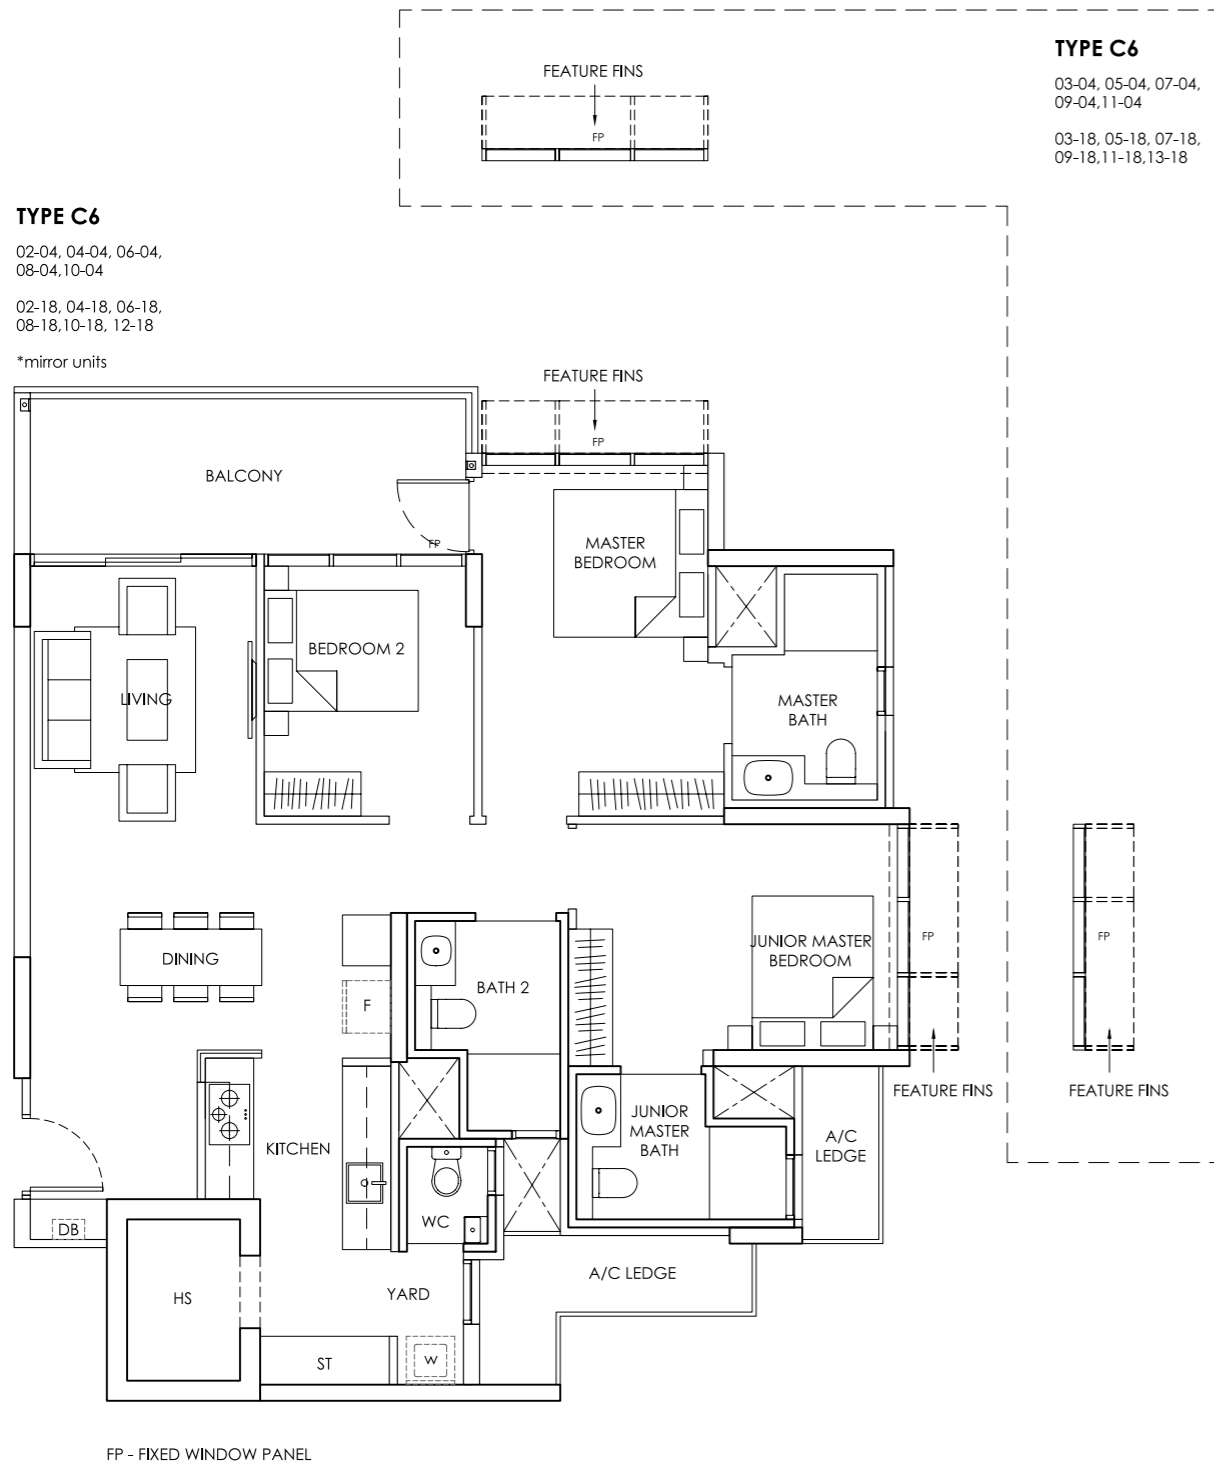 FEATURE FINS
FP
TYPE C6
03-04, 05-04, 07-04,
09-04,11-04
03-18, 05-18, 07-18,
09-18,11-18,13-18
TYPE C6
02-04, 04-04, 06-04,
08-04,10-04
02-18, 04-18, 06-18,
08-18,10-18, 12-18
*mirror units
FEATURE FINS
FP
BALCONY
FP
MASTER
BEDROOM
BEDROOM 2
LIVING
MASTER
BATH
DINING
BATH 2
F
JUNIOR MASTER
BEDROOM
FP
FP
FEATURE FINS
FEATURE FINS
KITCHEN
JUNIOR
MASTER
BATH
A/C
LEDGE
DB
WC
A/C LEDGE
HS
YARD
ST
W
FP - FIXED WINDOW PANEL